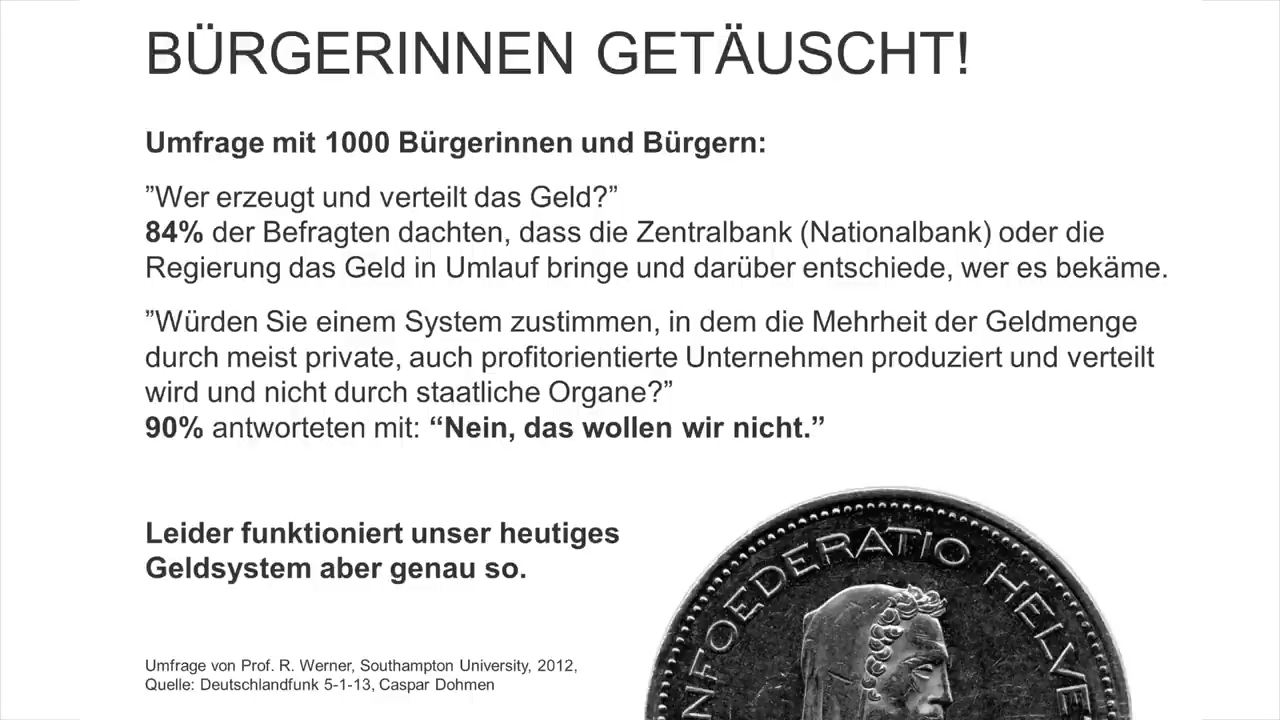 BÜRGERINNEN GETÄUSCHT!
Umfrage mit 1000 Bürgerinnen und Bürgern:
”Wer erzeugt und verteilt das Geld?”
84% der Befragten dachten, dass die Zentralbank (Nationalbank) oder die
Regierung das Geld in Umlauf bringe und darüber entschiede, wer es bekäme.
”Würden Sie einem System zustimmen, in dem die Mehrheit der Geldmenge
durch meist private, auch profitorientierte Unternehmen produziert und verteilt
wird und nicht durch staatliche Organe?”
90% antworteten mit: “Nein, das wollen wir nicht.”
Leider funktioniert unser heutiges
Geldsystem aber genau so.
NFOEDERATIO HELVE
Umfrage von Prof. R. Werner, Southampton University, 2012,
Quelle: Deutschlandfunk 5-1-13, Caspar Dohmen